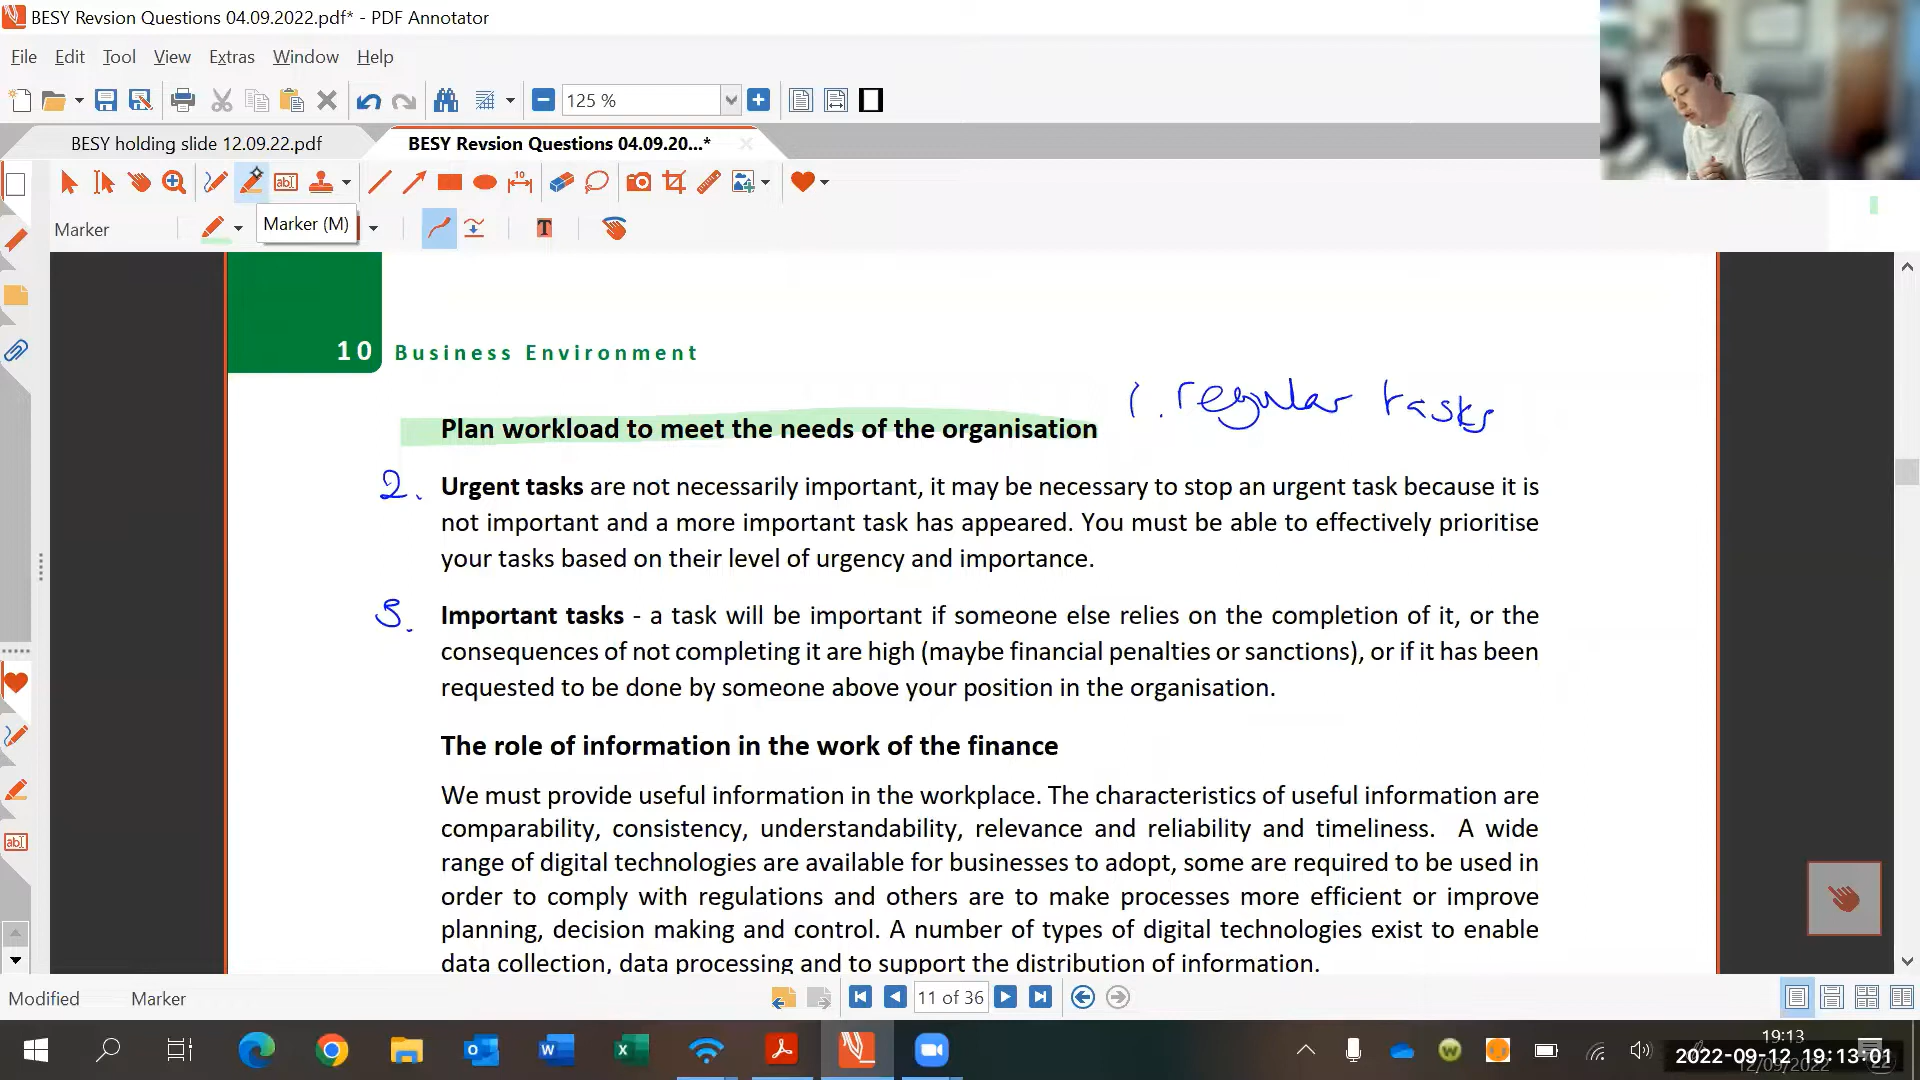 BESY Revsion Questions 04.09.2022.pdf* - PDF Annotator
File Edit Tool View Extras Window Help
125 %
BESY holding slide 12.09.22.pdf
BESY Revsion Questions 04.09.20...*
Marker
Marker (M)
10 Business Environment
1. regular tasks
Plan workload to meet the needs of the organisation
2. Urgent tasks are not necessarily important, it may be necessary to stop an urgent task because it is
not important and a more important task has appeared. You must be able to effectively prioritise
your tasks based on their level of urgency and importance.
3. Important tasks - a task will be important if someone else relies on the completion of it, or the
consequences of not completing it are high (maybe financial penalties or sanctions), or if it has been
requested to be done by someone above your position in the organisation.
The role of information in the work of the finance
We must provide useful information in the workplace. The characteristics of useful information are
comparability, consistency, understandability, relevance and reliability and timeliness. A wide
range of digital technologies are available for businesses to adopt, some are required to be used in
order to comply with regulations and others are to make processes more efficient or improve
planning, decision making and control. A number of types of digital technologies exist to enable
data collection, data processing and to support the distribution of information.
Modified Marker
11 of 36
19:13
2022-09-12 19:13:01
12/09/2022
22